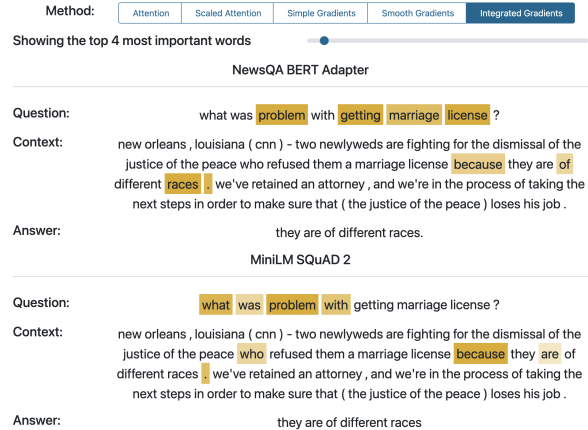 Method: Attention Scaled Attention Simple Gradients Smooth Gradients Integrated Gradients
Showing the top 4 most important words
NewsQA BERT Adapter
Question: what was problem with getting marriage license ?
Context: new orleans , louisiana ( cnn ) - two newlyweds are fighting for the dismissal of the
justice of the peace who refused them a marriage license because they are of
different races . we've retained an attorney , and we're in the process of taking the
next steps in order to make sure that ( the justice of the peace ) loses his job .
Answer: they are of different races.
MiniLM SQuAD 2
Question: what was problem with getting marriage license ?
Context: new orleans , louisiana ( cnn ) - two newlyweds are fighting for the dismissal of the
justice of the peace who refused them a marriage license because they are of
different races . we've retained an attorney , and we're in the process of taking the
next steps in order to make sure that ( the justice of the peace ) loses his job .
Answer: they are of different races